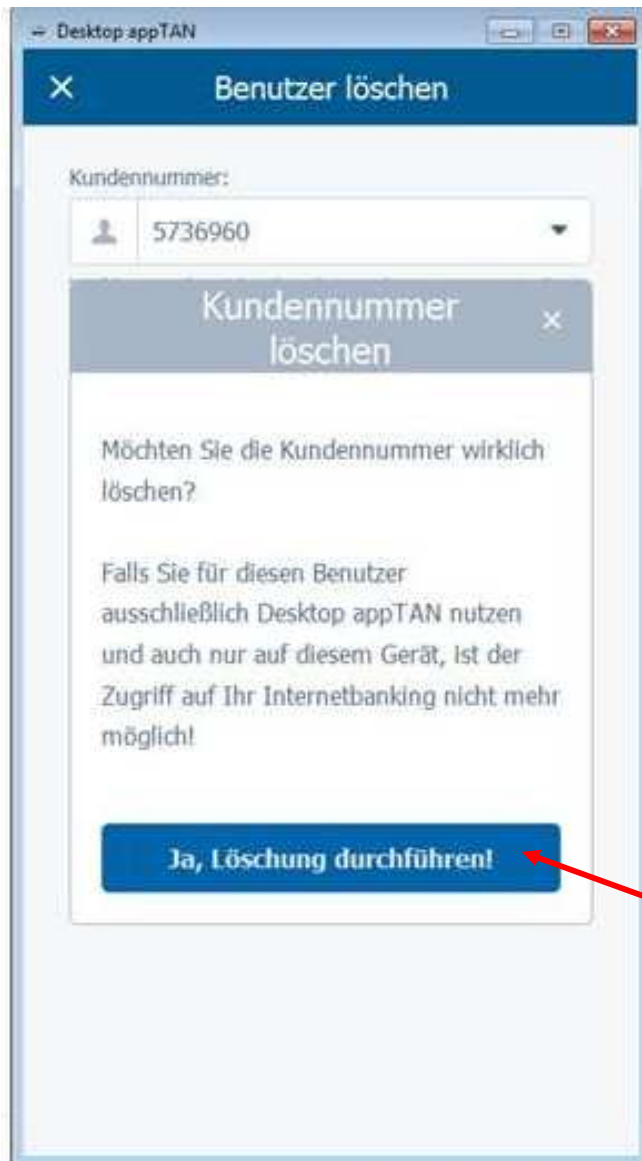 Desktop appTAN
Benutzer löschen
Kundennummer:
5736960
Kundennummer
löschen
Möchten Sie die Kundennummer wirklich
löschen?
Falls Sie für diesen Benutzer
ausschließlich Desktop appTAN nutzen
und auch nur auf diesem Gerät, ist der
Zugriff auf Ihr Internetbanking nicht mehr
möglich!
Ja, Löschung durchführen!